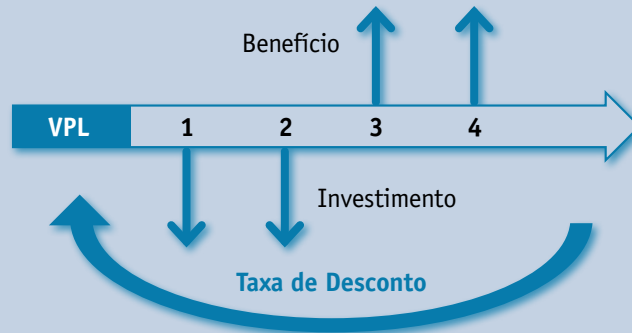 Benefício
VPL 1 2 3 4
Investimento
Taxa de Desconto